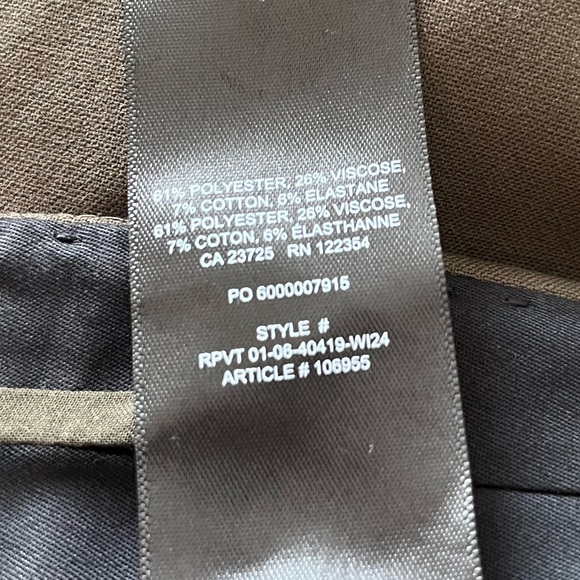 61% POLYESTER, 26% VISCOSE,
7% COTTON, 6% ELASTANE
61% POLYESTER, 26% VISCOSE,
7% COTON, 6% ÉLASTHANNE
CA 23725 RN 122354
PO 6000007915
STYLE #
RPVT 01-06-40419-WI24
ARTICLE # 106955